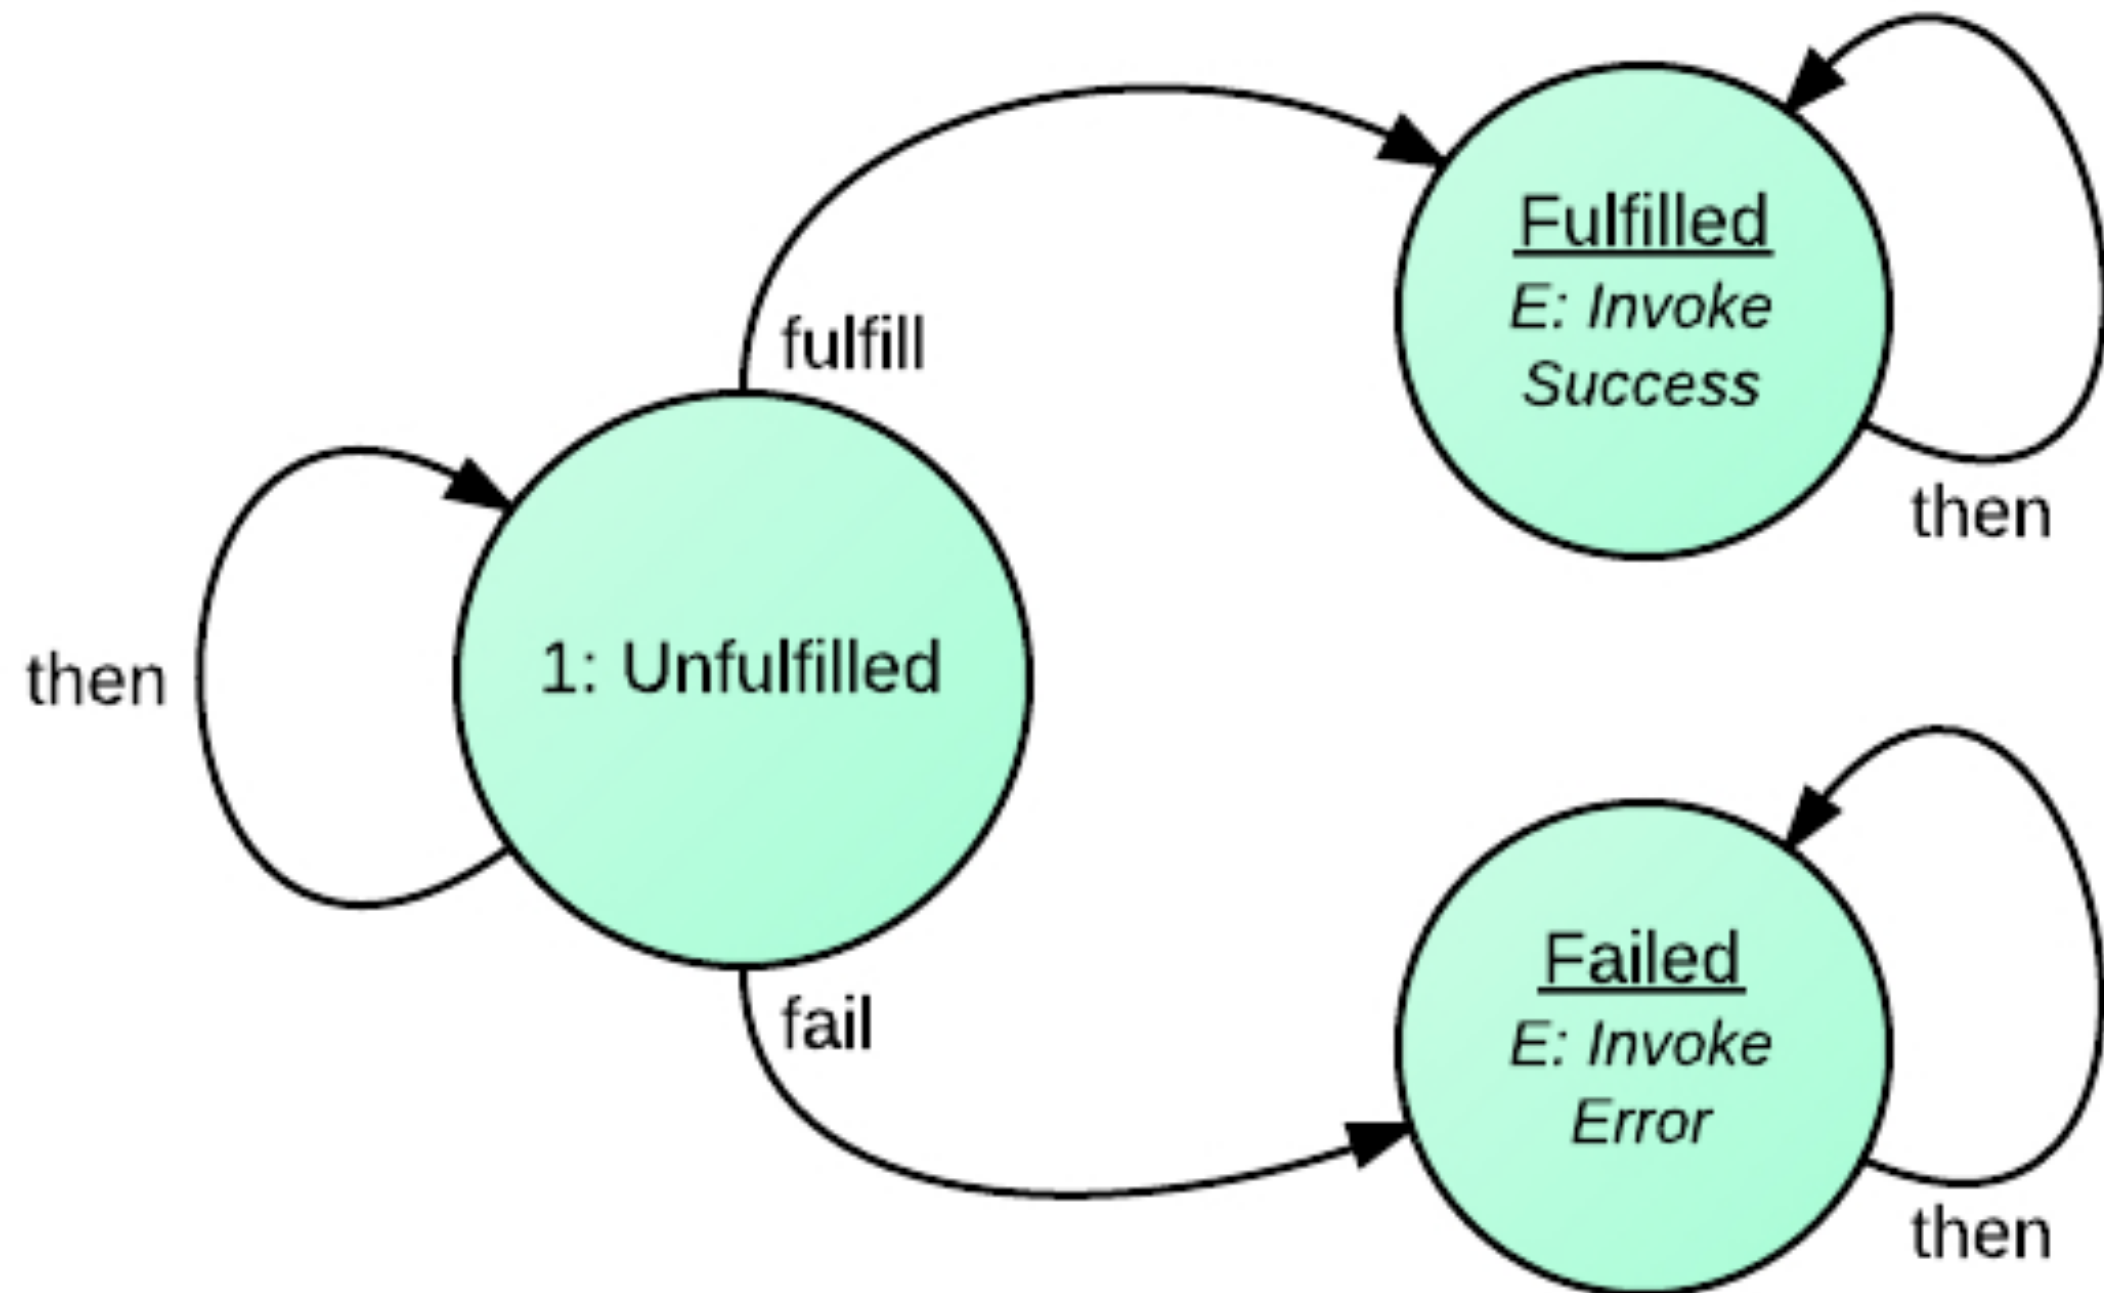 fulfill
Fulfilled
E: Invoke
Success
then
then
1: Unfulfilled
fail
Failed
E: Invoke
Error
then